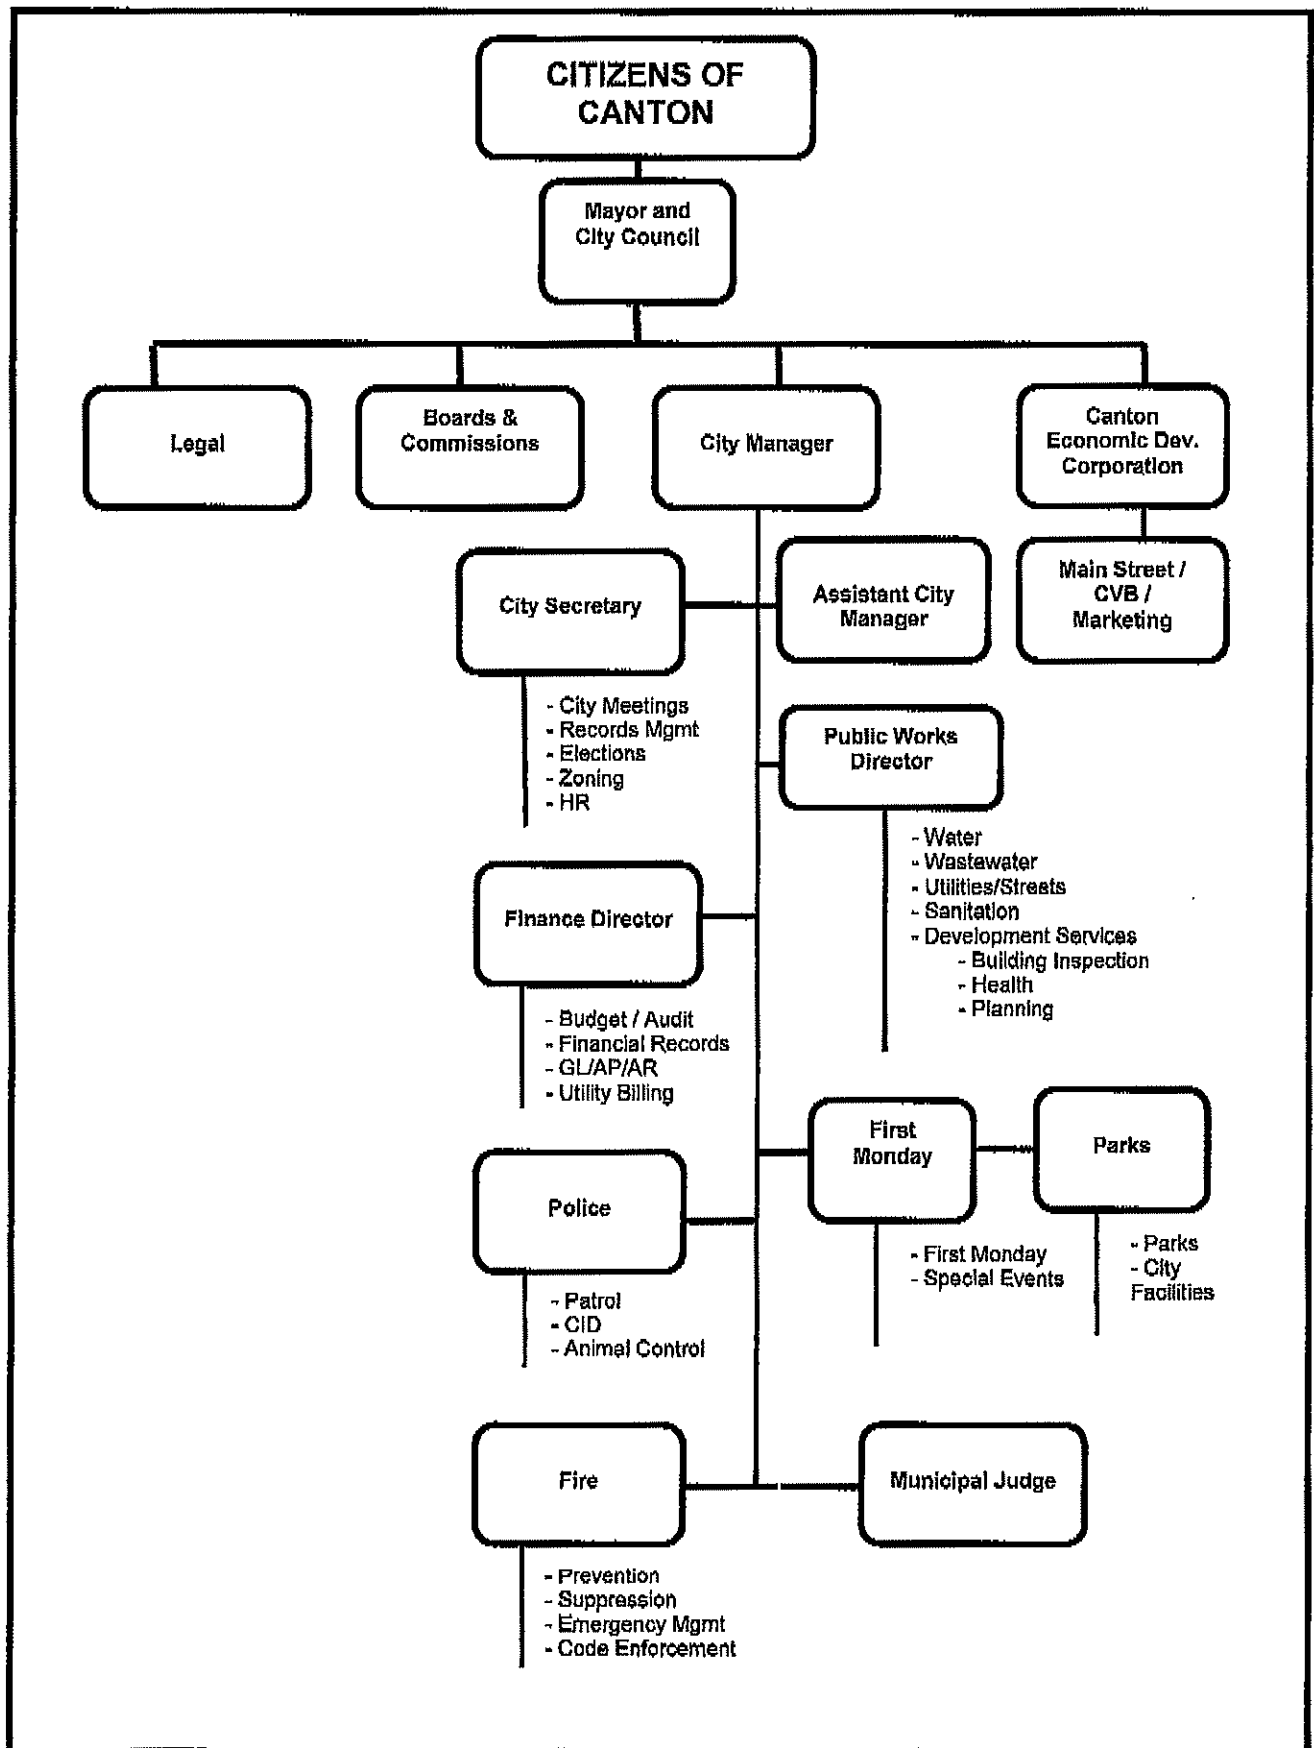 CITIZENS OF
CANTON
Mayor and
City Council
Legal
Boards &
Commissions
City Manager
Canton
Economic Dev.
Corporation
City Secretary
Assistant City
Manager
Main Street /
CVB /
Marketing
- City Meetings
- Records Mgmt
- Elections
- Zoning
- HR
Public Works
Director
- Water
- Wastewater
- Utilities/Streets
- Sanitation
- Development Services
- Building Inspection
- Health
- Planning
Finance Director
- Budget / Audit
- Financial Records
- GL/AP/AR
- Utility Billing
First
Monday
Parks
- First Monday
- Special Events
- Parks
- City
Facilities
Police
- Patrol
- CID
- Animal Control
Fire
Municipal Judge
- Prevention
- Suppression
- Emergency Mgmt
- Code Enforcement